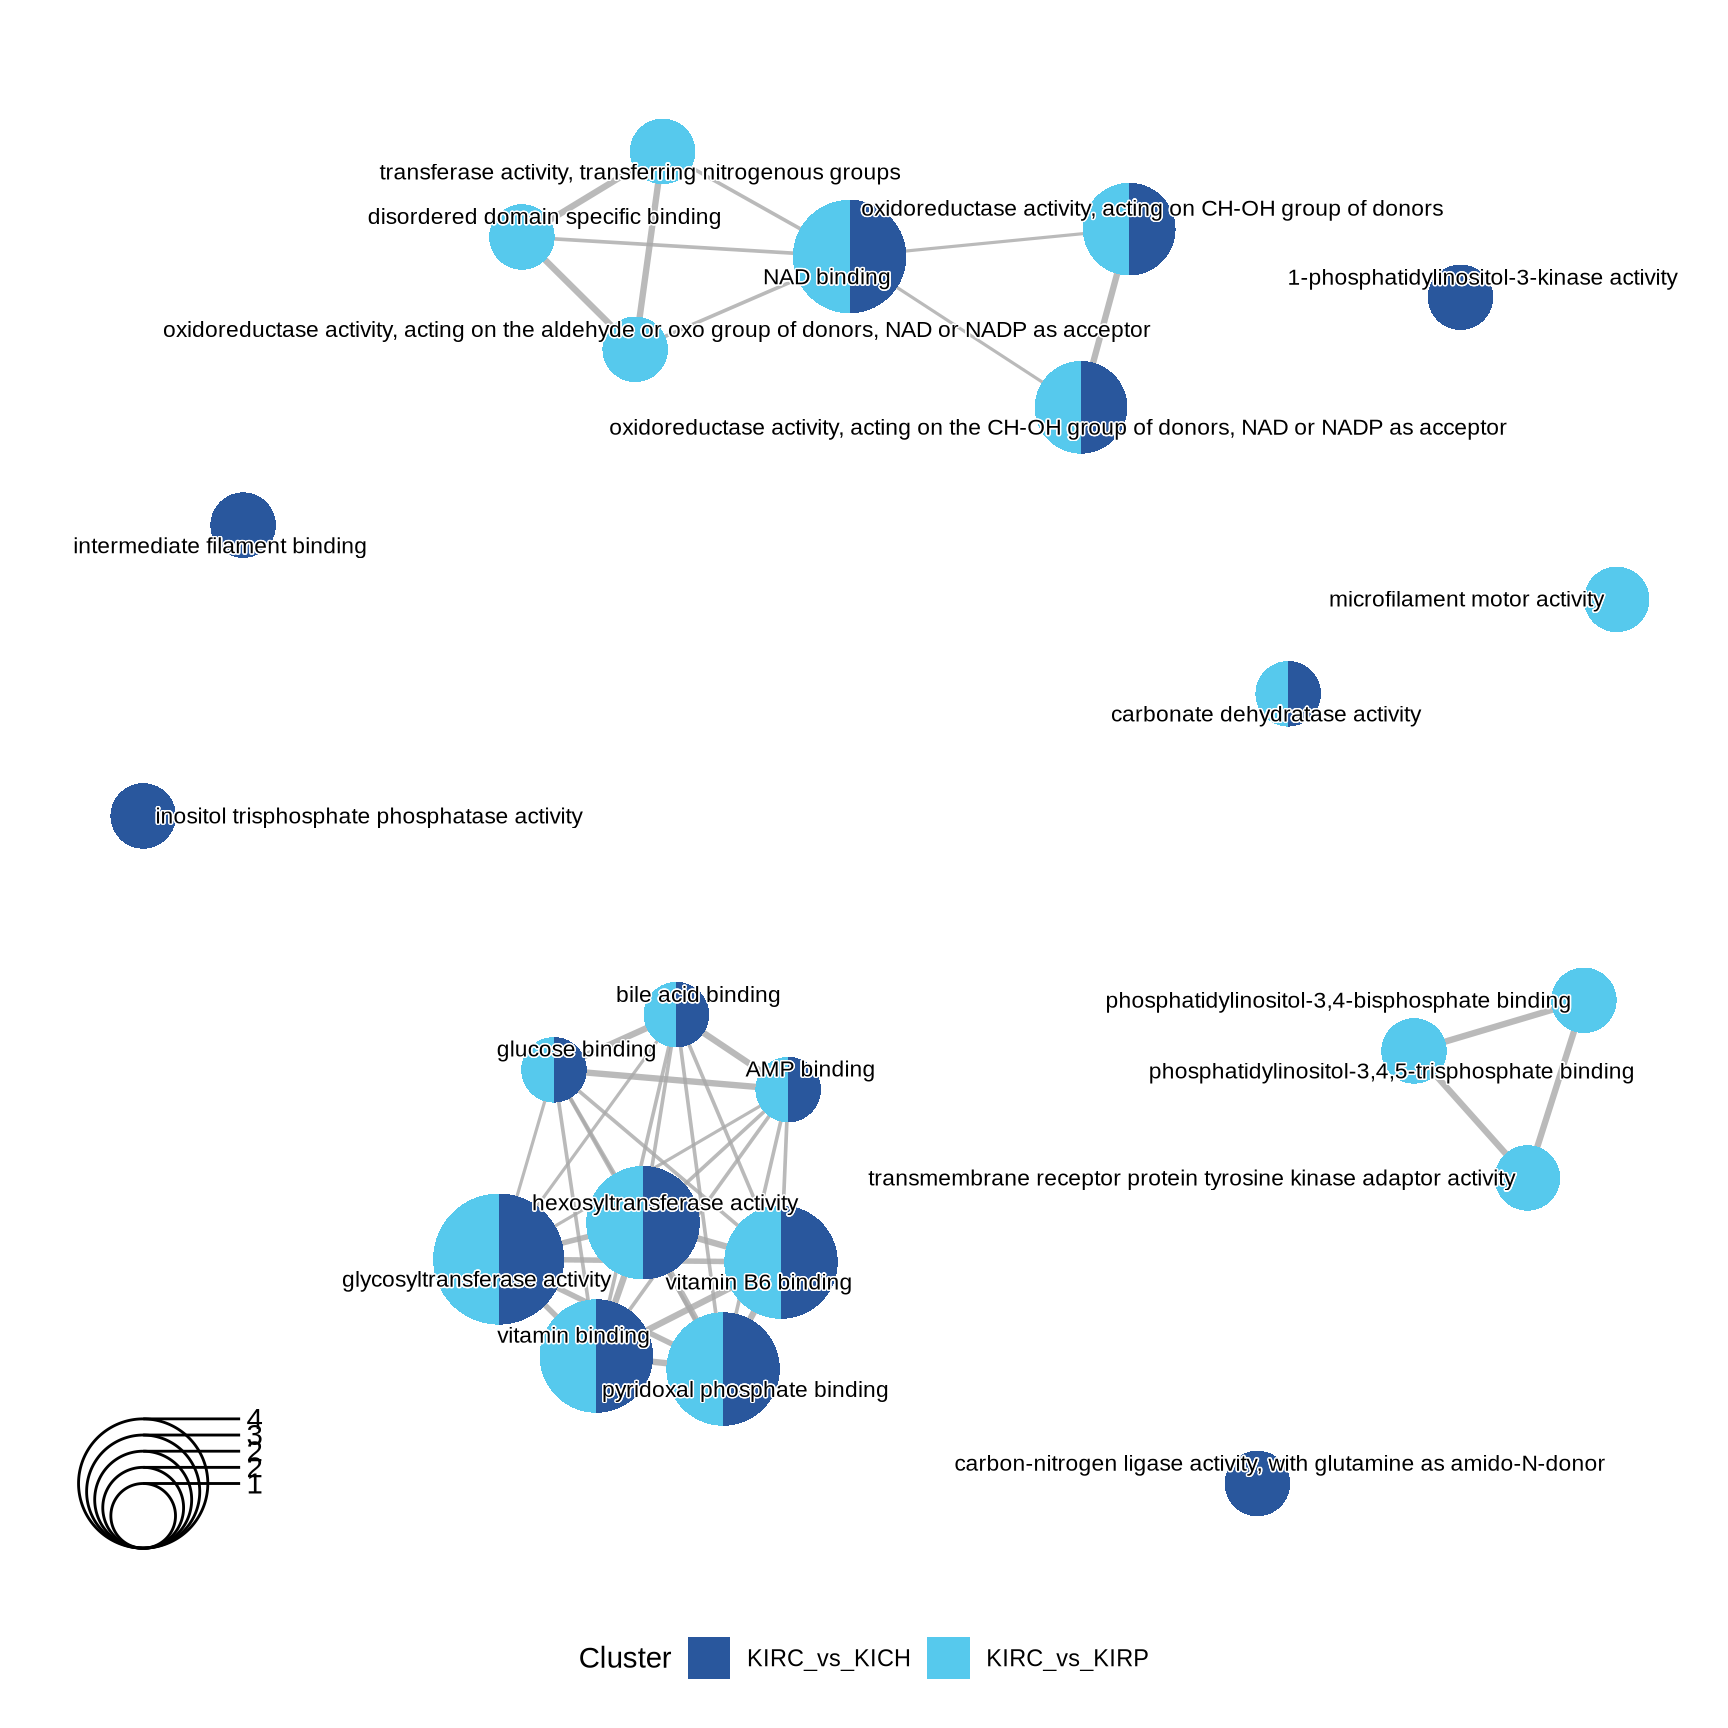 transferase activity, transferring nitrogenous groups
disordered domain specific binding
oxidoreductase activity, acting on CH-OH group of donors
NAD binding
1-phosphatidylinositol-3-kinase activity
oxidoreductase activity, acting on the aldehyde or oxo group of donors, NAD or NADP as acceptor
oxidoreductase activity, acting on the CH-OH group of donors, NAD or NADP as acceptor
intermediate filament binding
microfilament motor activity
carbonate dehydratase activity
inositol trisphosphate phosphatase activity
bile acid binding
phosphatidylinositol-3,4-bisphosphate binding
glucose binding
AMP binding
phosphatidylinositol-3,4,5-trisphosphate binding
transmembrane receptor protein tyrosine kinase adaptor activity
hexosyltransferase activity
glycosyltransferase activity
vitamin B6 binding
vitamin binding
pyridoxal phosphate binding
4
3
2
2
1
carbon-nitrogen ligase activity, with glutamine as amido-N-donor
Cluster KIRC_vs_KICH KIRC_vs_KIRP